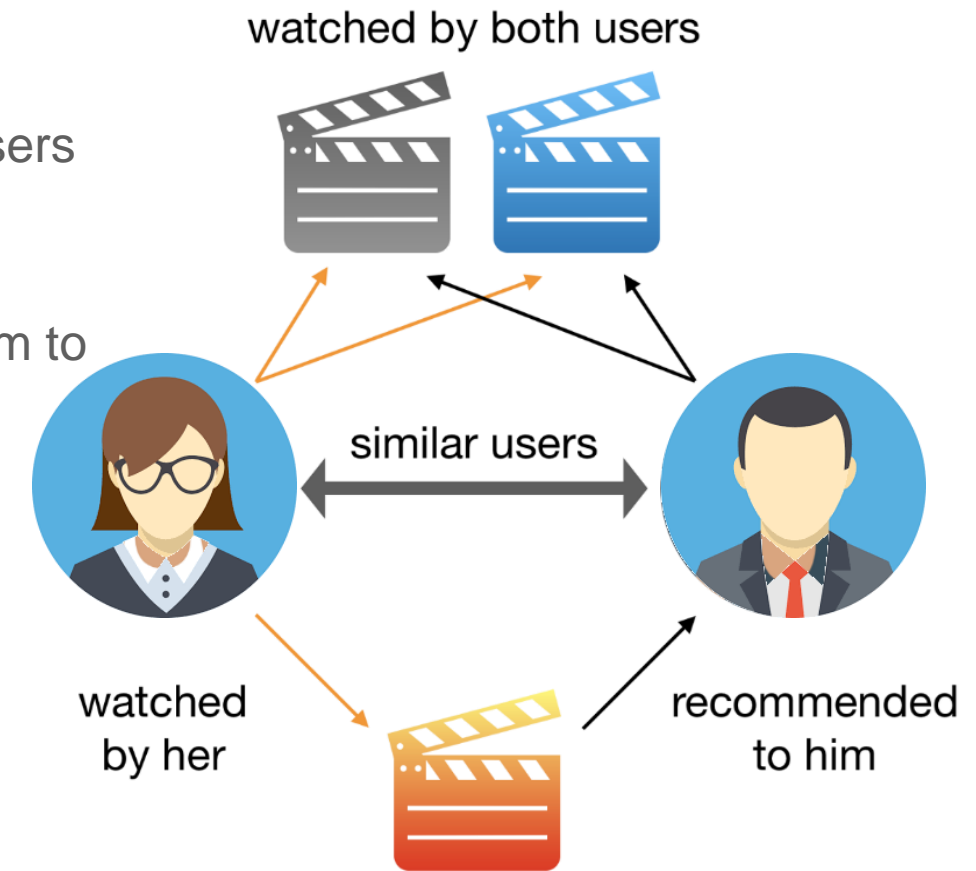 watched by both users
sers
m to
similar users
watched
by her
recommended
to him